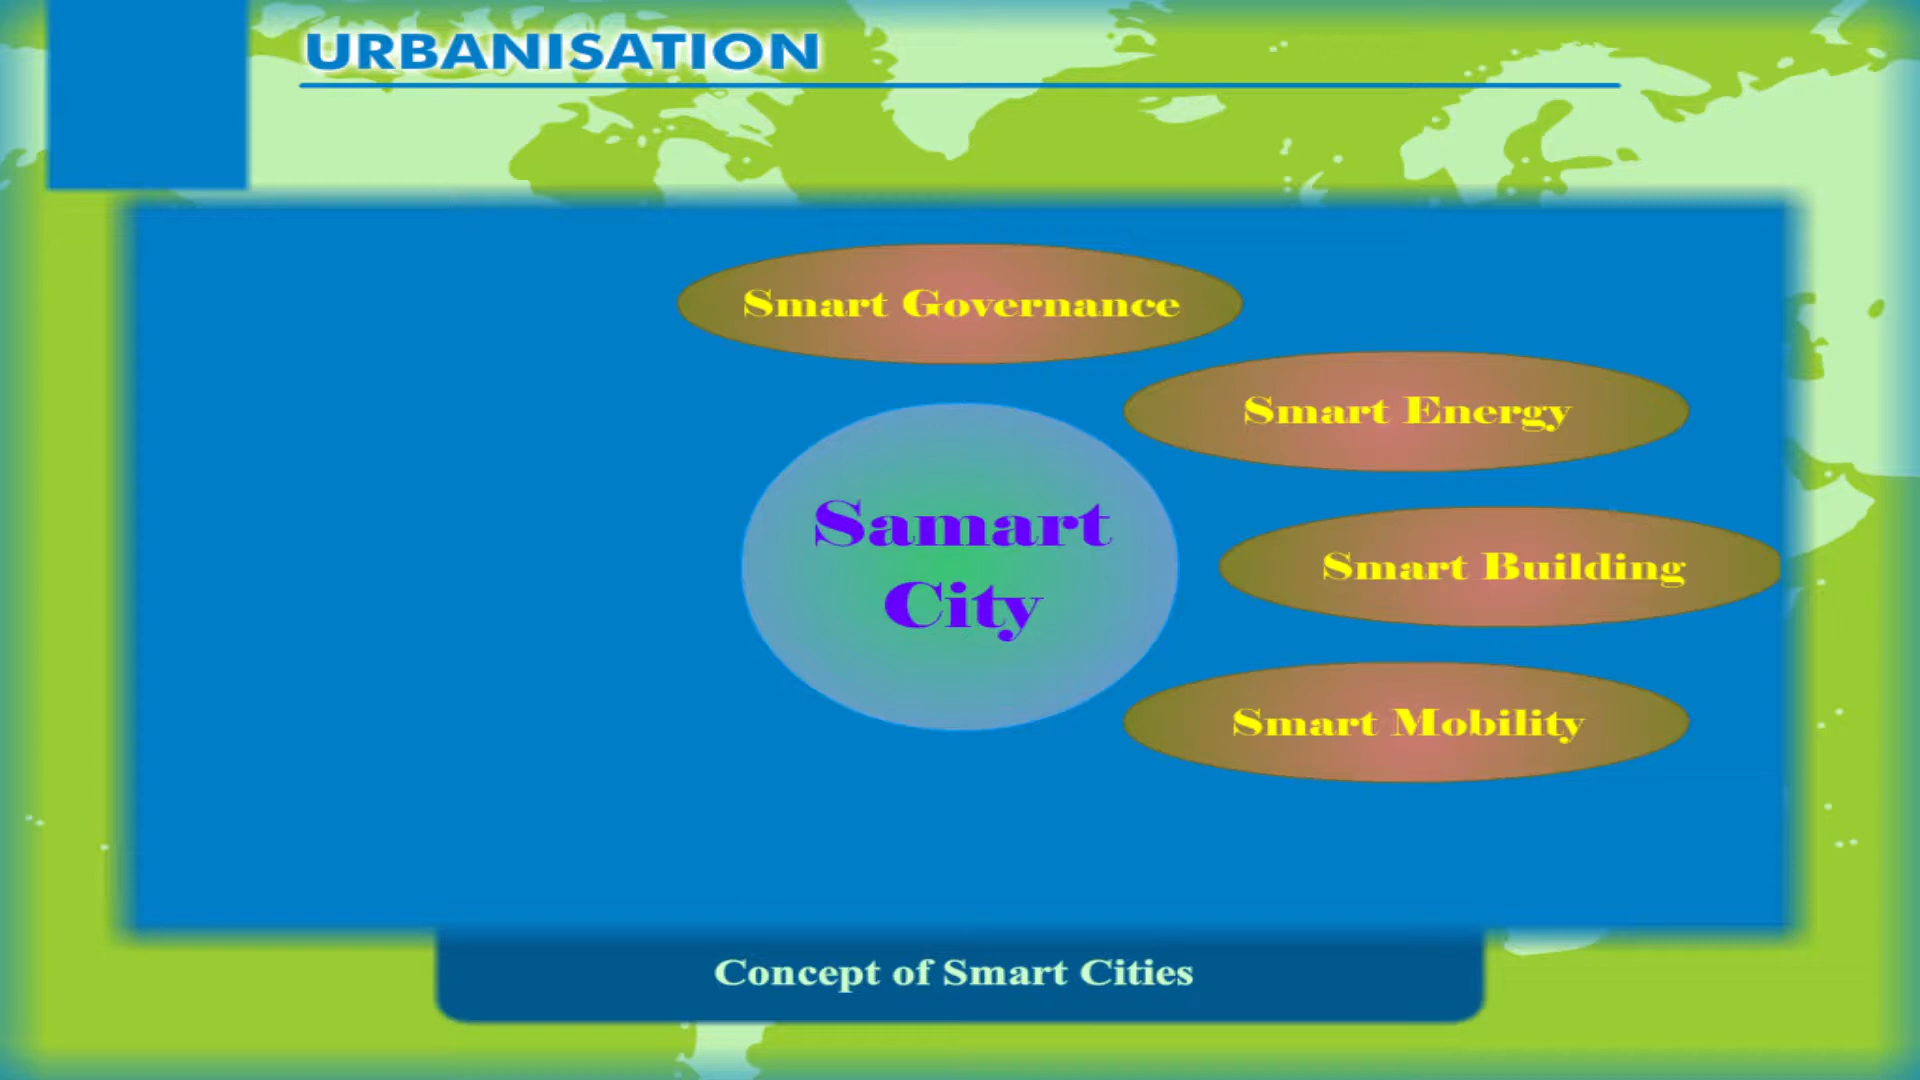 URBANISATION
Smart Governance
Smart Energy
Samart
City
Smart Building
Smart Mobility
Concept of Smart Cities